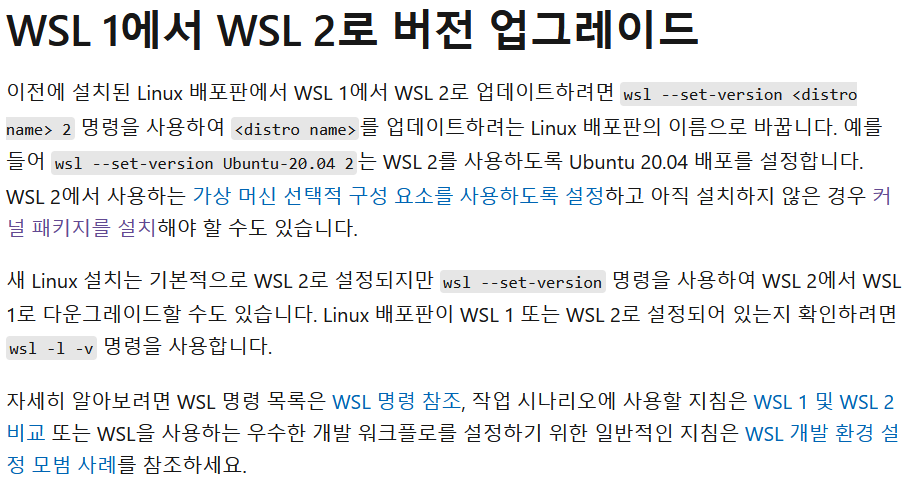 WSL 1에서 WSL 2로 버전 업그레이드
이전에 설치된 Linux 배포판에서 WSL 1에서 WSL 2로 업데이트하려면 wsl --set-version <distro
name> 2 명령을 사용하여 <distro name>를 업데이트하려는 Linux 배포판의 이름으로 바꿉니다. 예를
들어 wsl --set-version Ubuntu-20.04 2는 WSL 2를 사용하도록 Ubuntu 20.04 배포를 설정합니다.
WSL 2에서 사용하는 가상 머신 선택적 구성 요소를 사용하도록 설정하고 아직 설치하지 않은 경우 커
널 패키지를 설치해야 할 수도 있습니다.
새 Linux 설치는 기본적으로 WSL 2로 설정되지만 wsl --set-version 명령을 사용하여 WSL 2에서 WSL
1로 다운그레이드할 수도 있습니다. Linux 배포판이 WSL 1 또는 WSL 2로 설정되어 있는지 확인하려면
wsl -l -v 명령을 사용합니다.
자세히 알아보려면 WSL 명령 목록은 WSL 명령 참조, 작업 시나리오에 사용할 지침은 WSL 1 및 WSL 2
비교 또는 WSL을 사용하는 우수한 개발 워크플로를 설정하기 위한 일반적인 지침은 WSL 개발 환경 설
정 모범 사례를 참조하세요.